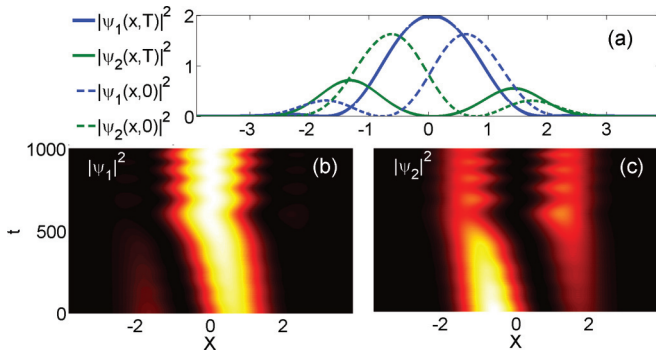 |ψ₁(x,T)|²
|ψ₂(x,T)|²
|ψ₁(x,0)|²
|ψ₂(x,0)|²
2
1
0
(a)
-3 -2 -1 0 1 2 3
1000
500
0
t
|ψ₁|²
(b)
|ψ₂|²
(c)
-2 0 2
x
-2 0 2
x